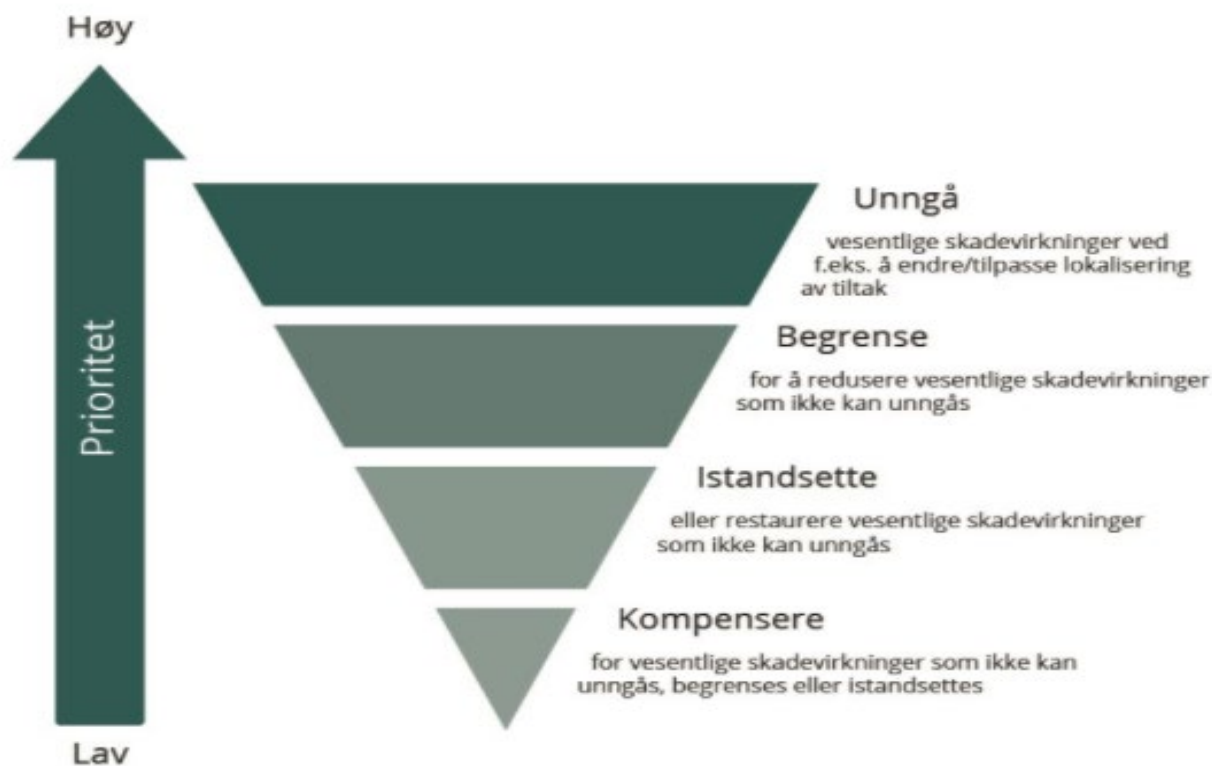 Høy
Prioritet
Unngå
vesentlige skadevirkninger ved
f.eks. å endre/tilpasse lokalisering
av tiltak
Begrense
for å redusere vesentlige skadevirkninger
som ikke kan unngås
Istandsette
eller restaurere vesentlige skadevirkninger
som ikke kan unngås
Kompensere
for vesentlige skadevirkninger som ikke kan
unngås, begrenses eller istandsettes
Lav